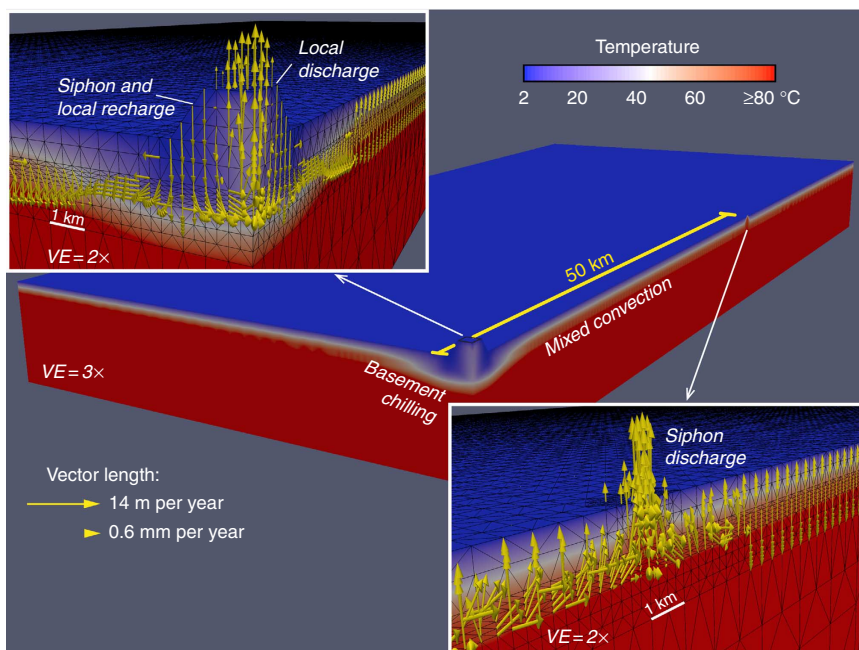 Siphon and
local recharge
Local
discharge
1 km
VE = 2×
Temperature
2 20 40 60 ≥80 °C
50 km
Mixed convection
Basement
chilling
VE = 3×
Vector length:
14 m per year
0.6 mm per year
Siphon
discharge
1 km
VE = 2×